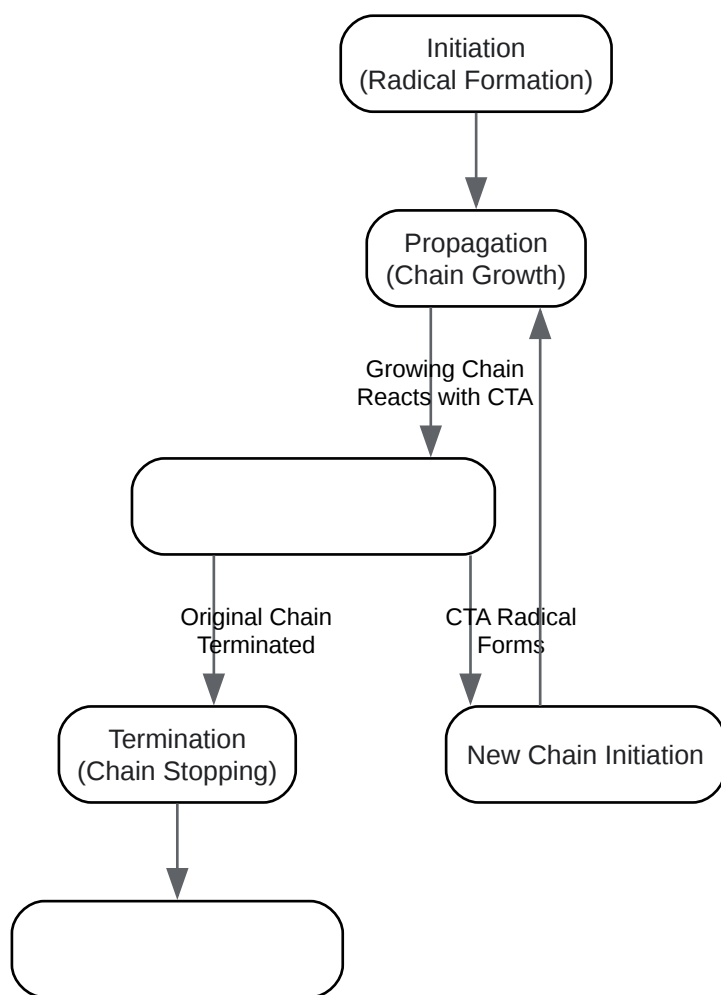 Initiation
(Radical Formation)
Propagation
(Chain Growth)
Growing Chain
Reacts with CTA
Original Chain
Terminated
CTA Radical
Forms
Termination
(Chain Stopping)
New Chain Initiation